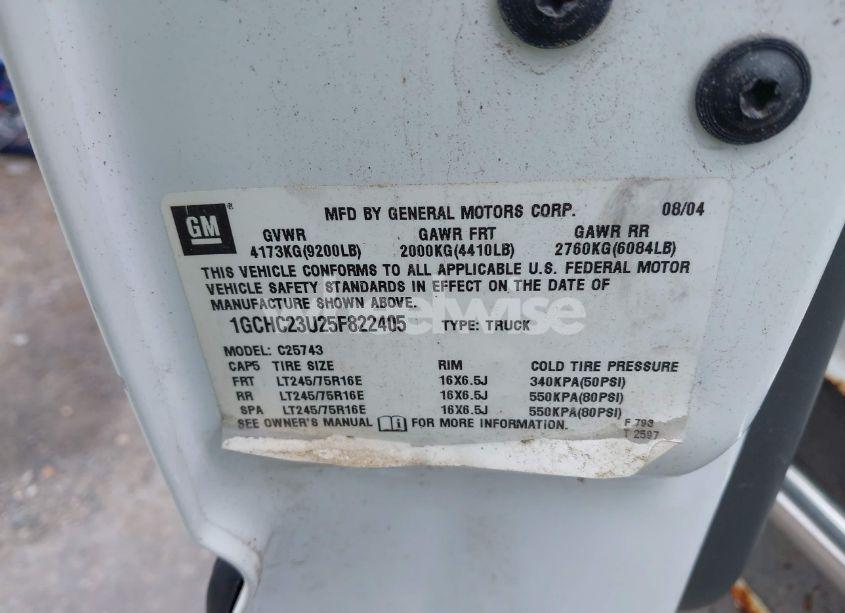 GM ® MFD BY GENERAL MOTORS CORP. 08/04
GVWR GAWR FRT GAWR RR
4173KG(9200LB) 2000KG(4410LB) 2760KG(6084LB)
THIS VEHICLE CONFORMS TO ALL APPLICABLE U.S. FEDERAL MOTOR
VEHICLE SAFETY STANDARDS IN EFFECT ON THE DATE OF
MANUFACTURE SHOWN ABOVE.
1GCHC23U25F822405 TYPE: TRUCK
MODEL: C25743
CAP5 TIRE SIZE RIM COLD TIRE PRESSURE
FRT LT245/75R16E 16X6.5J 340KPA(50PSI)
RR LT245/75R16E 16X6.5J 550KPA(80PSI)
SPA LT245/75R16E 16X6.5J 550KPA(80PSI)
SEE OWNER'S MANUAL FOR MORE INFORMATION.
F 793
T 2597